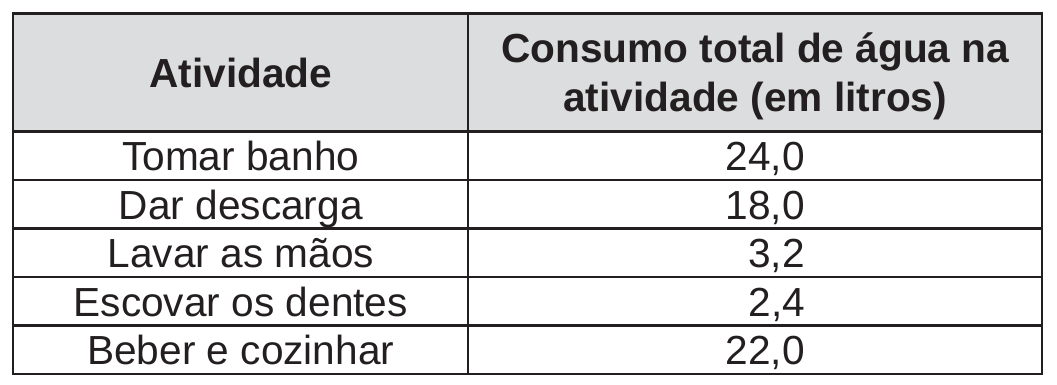 Atividade
Consumo total de água na
atividade (em litros)
Tomar banho 24,0
Dar descarga 18,0
Lavar as mãos 3,2
Escovar os dentes 2,4
Beber e cozinhar 22,0